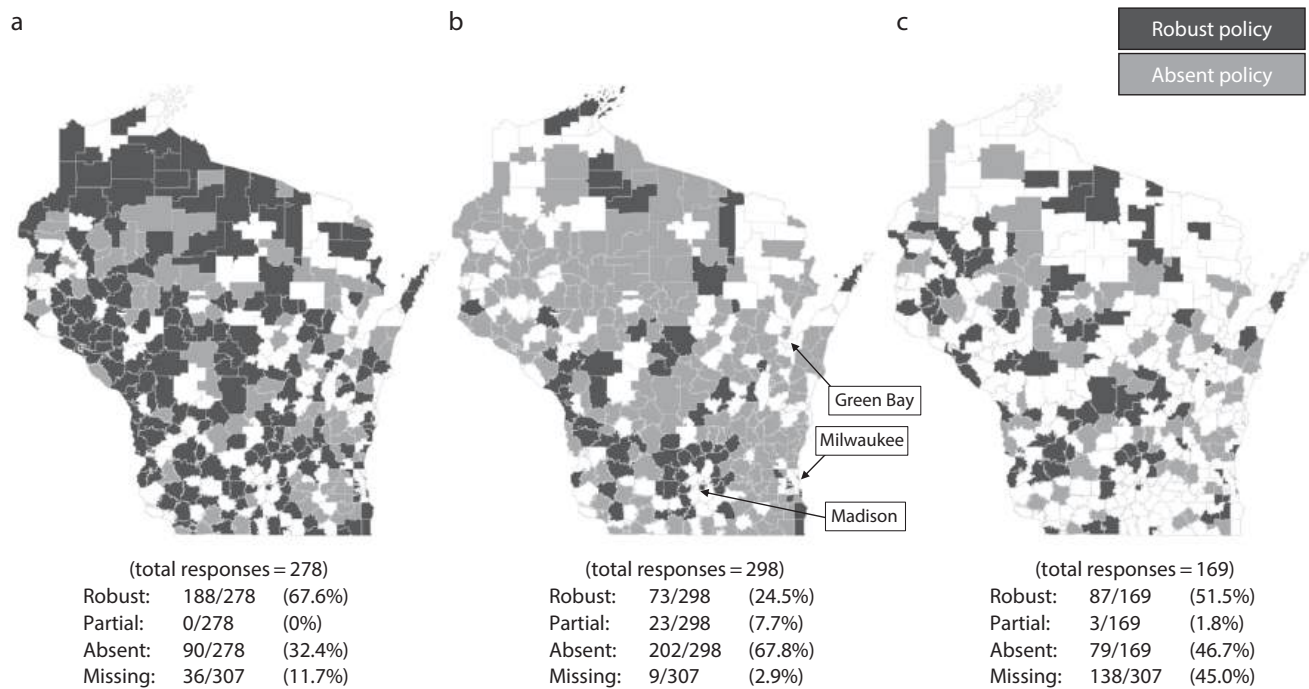 a
b
c
Robust policy
Absent policy
Green Bay
Milwaukee
Madison
(total responses = 278)
Robust: 188/278 (67.6%)
Partial: 0/278 (0%)
Absent: 90/278 (32.4%)
Missing: 36/307 (11.7%)
(total responses = 298)
Robust: 73/298 (24.5%)
Partial: 23/298 (7.7%)
Absent: 202/298 (67.8%)
Missing: 9/307 (2.9%)
(total responses = 169)
Robust: 87/169 (51.5%)
Partial: 3/169 (1.8%)
Absent: 79/169 (46.7%)
Missing: 138/307 (45.0%)